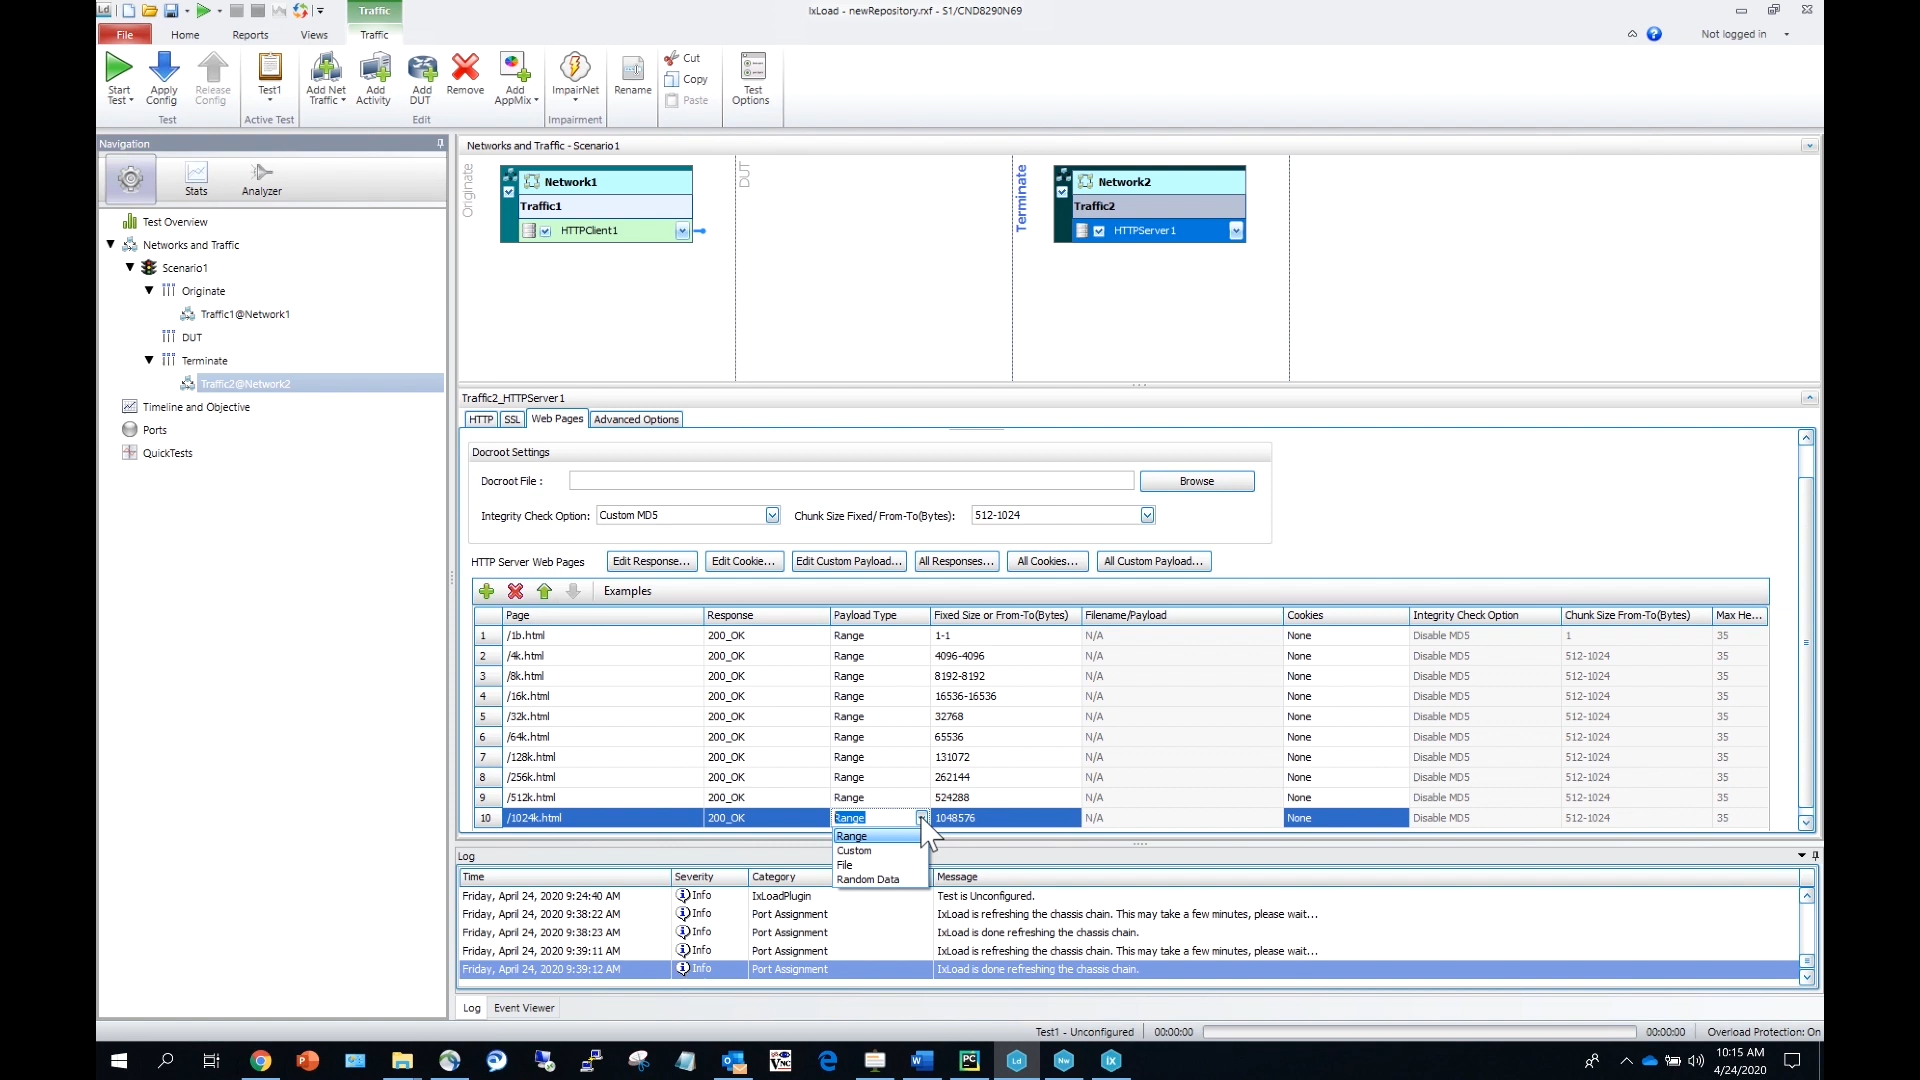 Ld
Traffic
IxLoad - newRepository.rxf - S1/CND8290N69
File Home Reports Views Traffic
Not logged in
Start Test
Apply Config
Release Config
Test1
Add Net Traffic
Add Activity
Add DUT
Remove
Add AppMix
ImpairNet
Rename
Cut
Copy
Paste
Test Options
Test
Active Test
Edit
Impairment
Navigation
Stats
Analyzer
Test Overview
Networks and Traffic
Scenario1
Originate
Traffic1@Network1
DUT
Terminate
Traffic2@Network2
Timeline and Objective
Ports
QuickTests
Networks and Traffic - Scenario1
Originate
Network1
Traffic1
HTTPClient1
DUT
Terminate
Network2
Traffic2
HTTPServer1
Traffic2_HTTPServer1
HTTP SSL Web Pages Advanced Options
Docroot Settings
Docroot File : Browse
Integrity Check Option: Custom MD5 Chunk Size Fixed/ From-To(Bytes): 512-1024
HTTP Server Web Pages Edit Response... Edit Cookie... Edit Custom Payload... All Responses... All Cookies... All Custom Payload...
Examples
Page Response Payload Type Fixed Size or From-To(Bytes) Filename/Payload Cookies Integrity Check Option Chunk Size From-To(Bytes) Max He...
1 /1b.html 200_OK Range 1-1 N/A None Disable MD5 1 35
2 /4k.html 200_OK Range 4096-4096 N/A None Disable MD5 512-1024 35
3 /8k.html 200_OK Range 8192-8192 N/A None Disable MD5 512-1024 35
4 /16k.html 200_OK Range 16536-16536 N/A None Disable MD5 512-1024 35
5 /32k.html 200_OK Range 32768 N/A None Disable MD5 512-1024 35
6 /64k.html 200_OK Range 65536 N/A None Disable MD5 512-1024 35
7 /128k.html 200_OK Range 131072 N/A None Disable MD5 512-1024 35
8 /256k.html 200_OK Range 262144 N/A None Disable MD5 512-1024 35
9 /512k.html 200_OK Range 524288 N/A None Disable MD5 512-1024 35
10 /1024k.html 200_OK Range 1048576 N/A None Disable MD5 512-1024 35
Range
Custom
File
Random Data
Log
Time Severity Category Message
Friday, April 24, 2020 9:24:40 AM Info IxLoadPlugin Test is Unconfigured.
Friday, April 24, 2020 9:38:22 AM Info Port Assignment IxLoad is refreshing the chassis chain. This may take a few minutes, please wait...
Friday, April 24, 2020 9:38:23 AM Info Port Assignment IxLoad is done refreshing the chassis chain.
Friday, April 24, 2020 9:39:11 AM Info Port Assignment IxLoad is refreshing the chassis chain. This may take a few minutes, please wait...
Friday, April 24, 2020 9:39:12 AM Info Port Assignment IxLoad is done refreshing the chassis chain.
Log Event Viewer
Test1 - Unconfigured 00:00:00 00:00:00 Overload Protection: On
VNC
PC
Ld
Nw
IX
10:15 AM
4/24/2020